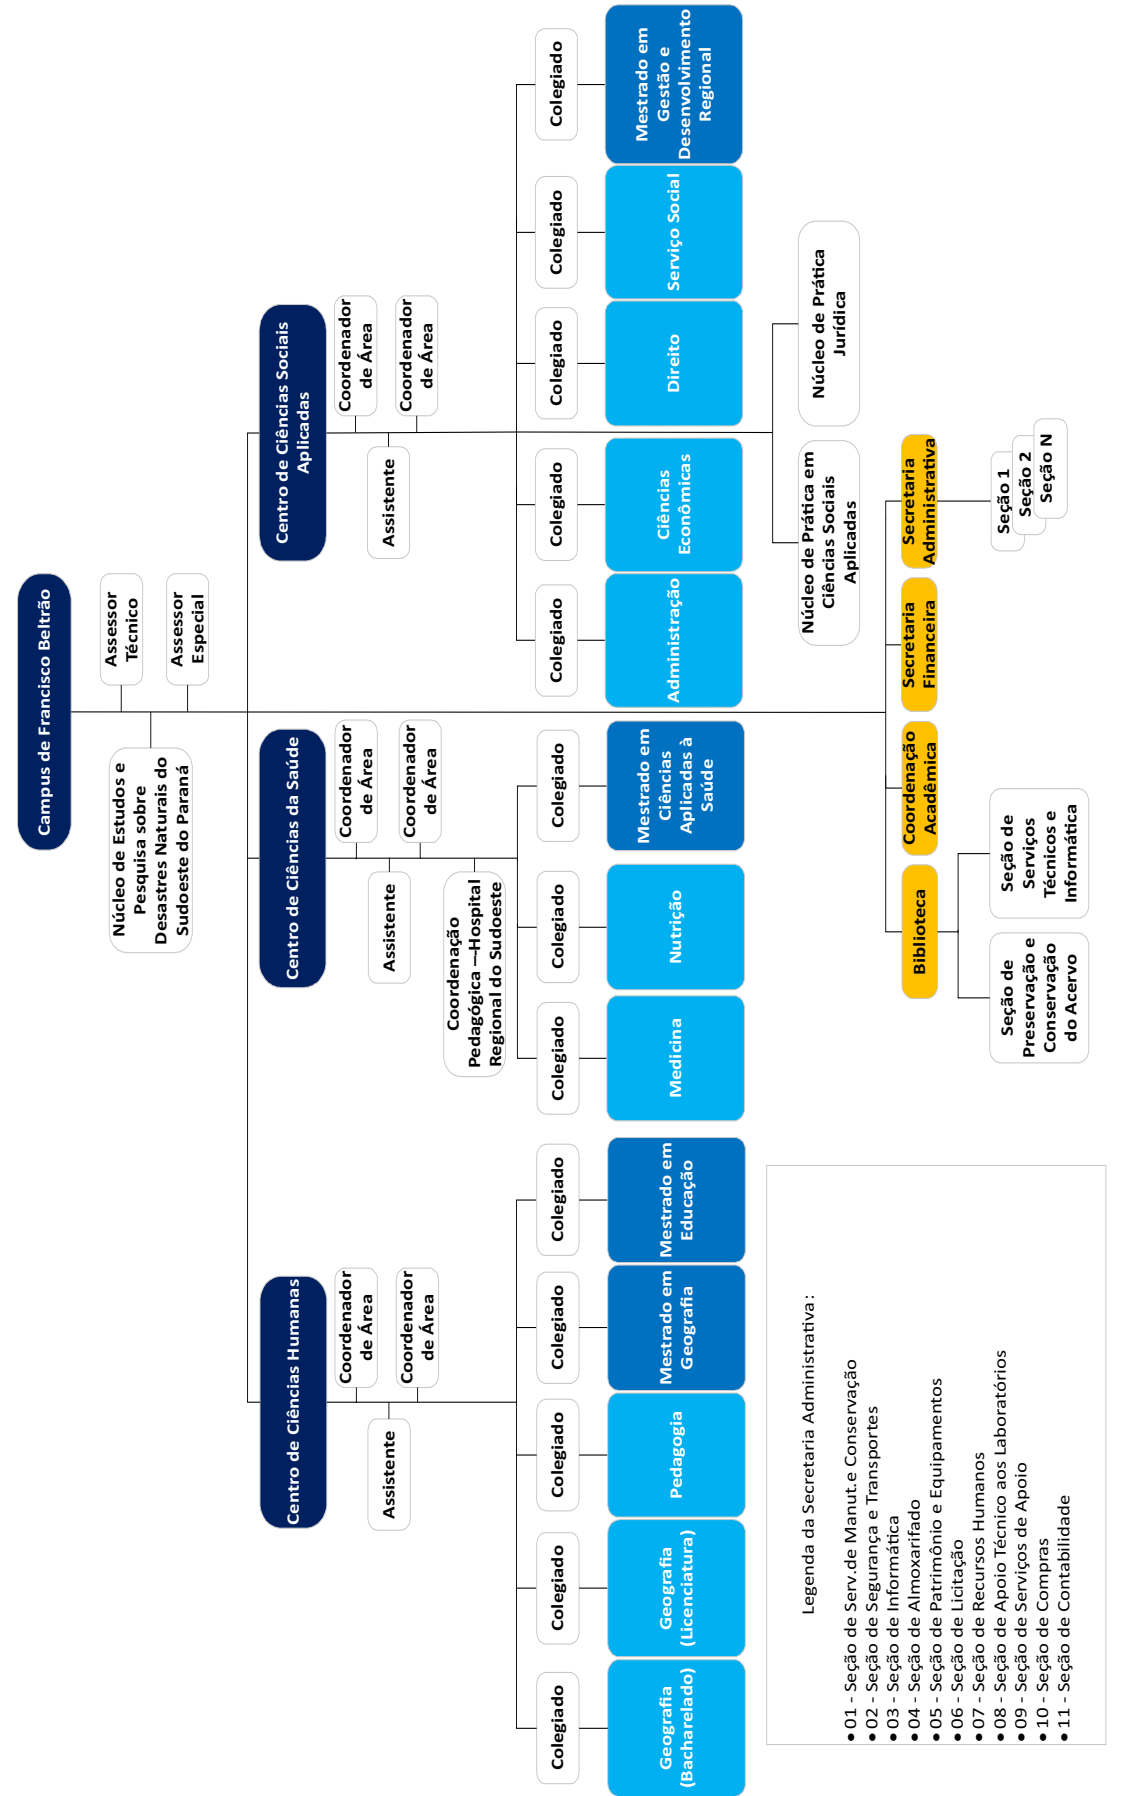 Campus de Francisco Beltrão
Assessor
Técnico
Núcleo de Estudos e
Pesquisa sobre
Desastres Naturais do
Sudoeste do Paraná
Assessor
Especial
Centro de Ciências Humanas
Coordenador
de Área
Assistente
Coordenador
de Área
Colegiado
Geografia
(Bacharelado)
Colegiado
Geografia
(Licenciatura)
Colegiado
Pedagogia
Colegiado
Mestrado em
Geografia
Colegiado
Mestrado em
Educação
Centro de Ciências da Saúde
Coordenador
de Área
Assistente
Coordenador
de Área
Coordenação
Pedagógica —Hospital
Regional do Sudoeste
Colegiado
Medicina
Colegiado
Nutrição
Colegiado
Mestrado em
Ciências
Aplicadas à
Saúde
Centro de Ciências Sociais
Aplicadas
Coordenador
de Área
Assistente
Coordenador
de Área
Colegiado
Administração
Colegiado
Ciências
Econômicas
Colegiado
Direito
Colegiado
Serviço Social
Colegiado
Mestrado em
Gestão e
Desenvolvimento
Regional
Núcleo de Prática em
Ciências Sociais
Aplicadas
Núcleo de Prática
Jurídica
Biblioteca
Coordenação
Acadêmica
Secretaria
Financeira
Secretaria
Administrativa
Seção de
Preservação e
Conservação
do Acervo
Seção de
Serviços
Técnicos e
Informática
Seção 1
Seção 2
Seção N
Legenda da Secretaria Administrativa:
• 01 - Seção de Serv.de Manut.e Conservação
• 02 - Seção de Segurança e Transportes
• 03 - Seção de Informática
• 04 - Seção de Almoxarifado
• 05 - Seção de Patrimônio e Equipamentos
• 06 - Seção de Licitação
• 07 - Seção de Recursos Humanos
• 08 - Seção de Apoio Técnico aos Laboratórios
• 09 - Seção de Serviços de Apoio
• 10 - Seção de Compras
• 11 - Seção de Contabilidade